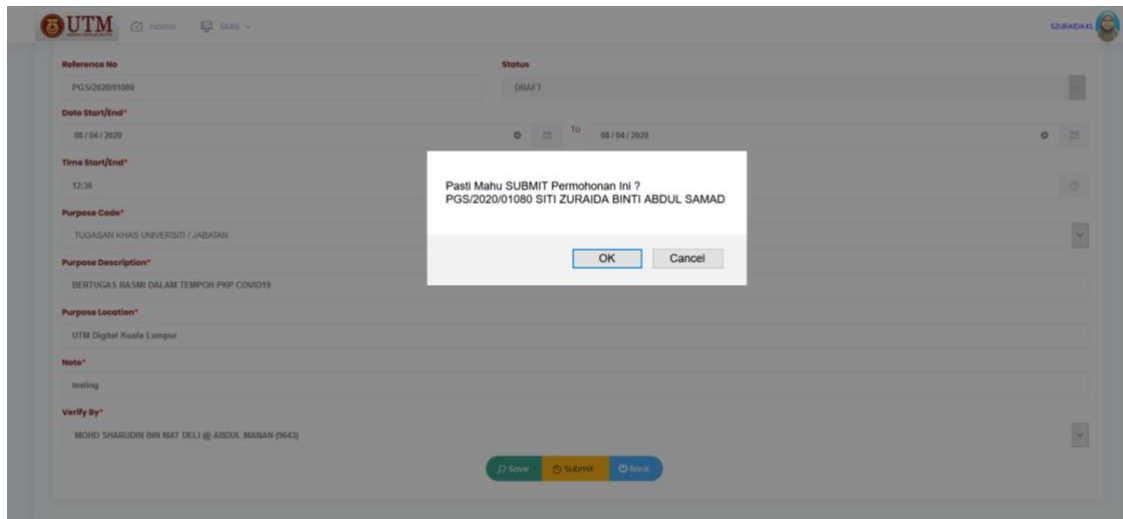 UTM
Home
SMS
Reference No
Status
PGS/2020/01080
DRAFT
Date Start/End*
08 / 04 / 2020
To
08 / 04 / 2020
Time Start/End*
12:36
Pasti Mahu SUBMIT Permohonan Ini ?
PGS/2020/01080 SITI ZURAIDA BINTI ABDUL SAMAD
OK
Cancel
Purpose Code*
TUGASAN KHAS UNIVERSITI / JABATAN
Purpose Description*
BERTUGAS RASMI DALAM TEMPOH PKP COVID19
Purpose Location*
UTM Digital Kuala Lumpur
Note*
testing
Verify By*
MOHD SHARUDIN BIN MAT DELI @ ABDUL MANAN (9643)
Save
Submit
Back